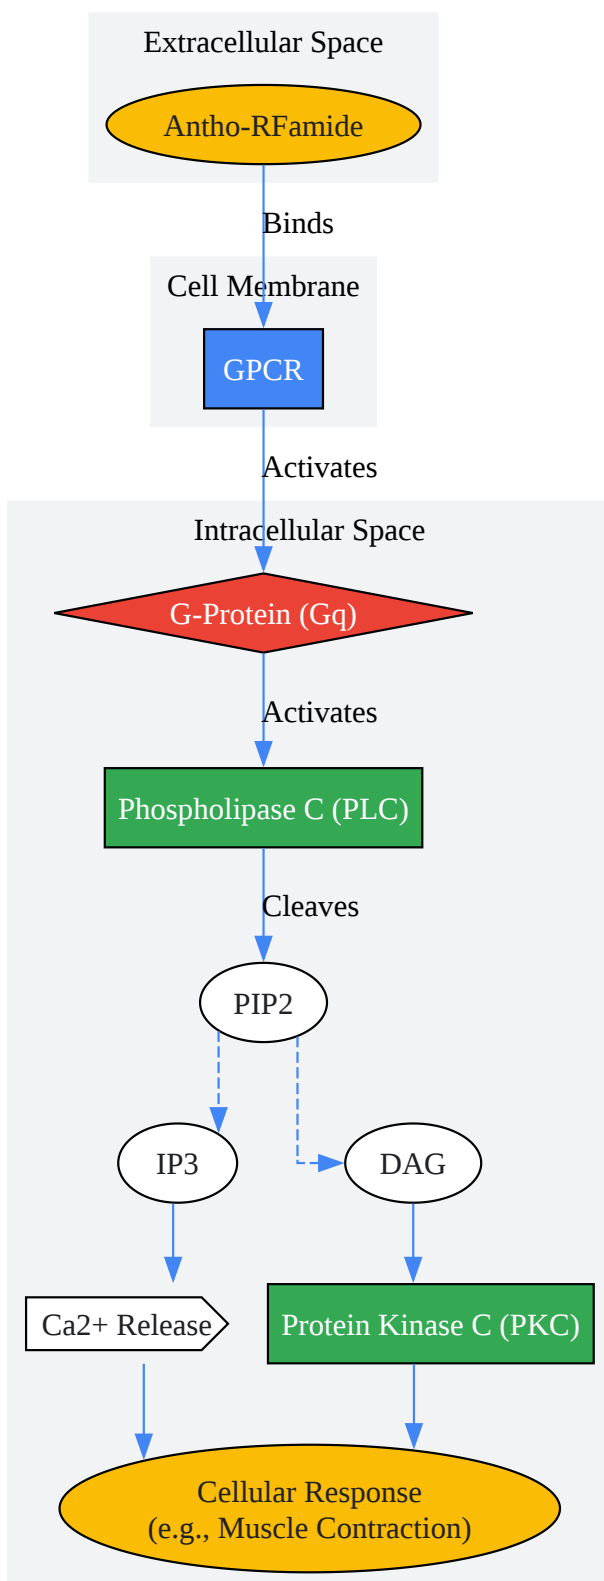 Extracellular Space
Antho-RFamide
Binds
Cell Membrane
GPCR
Activates
Intracellular Space
G-Protein (Gq)
Activates
Phospholipase C (PLC)
Cleaves
PIP2
IP3
DAG
Ca2+ Release
Protein Kinase C (PKC)
Cellular Response
(e.g., Muscle Contraction)